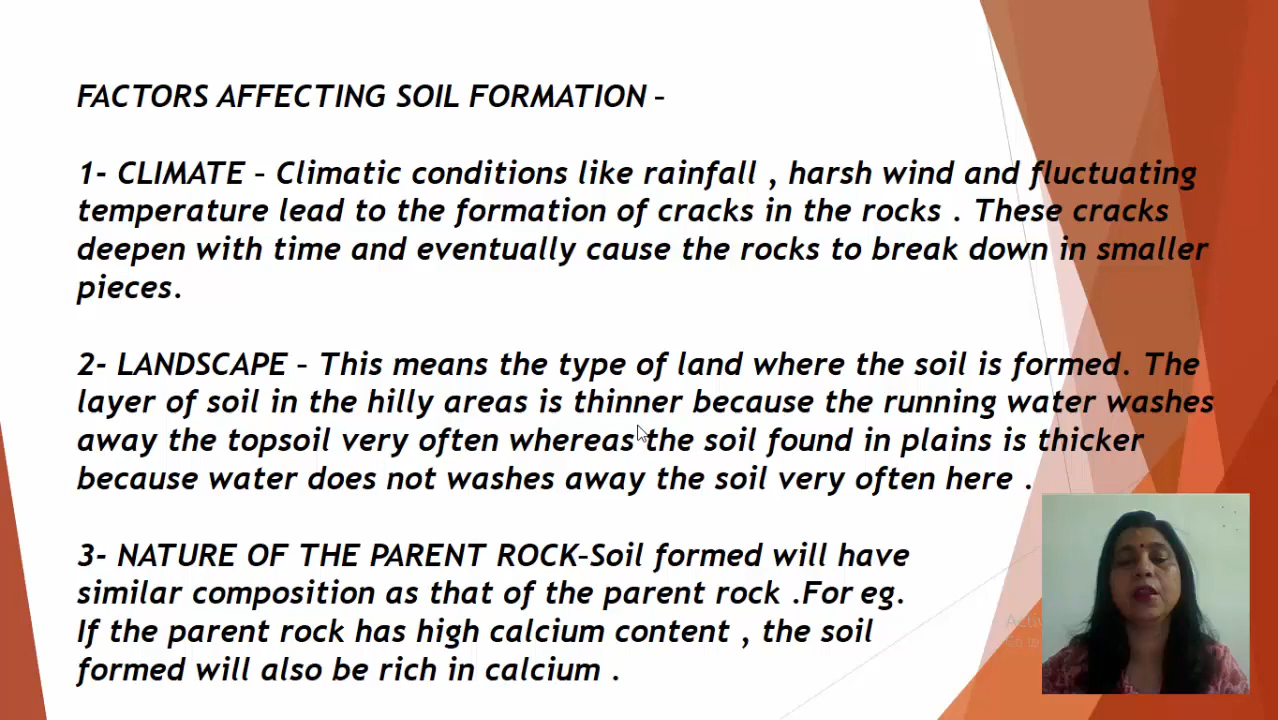 FACTORS AFFECTING SOIL FORMATION –
1- CLIMATE – Climatic conditions like rainfall , harsh wind and fluctuating
temperature lead to the formation of cracks in the rocks . These cracks
deepen with time and eventually cause the rocks to break down in smaller
pieces.
2- LANDSCAPE – This means the type of land where the soil is formed. The
layer of soil in the hilly areas is thinner because the running water washes
away the topsoil very often whereas the soil found in plains is thicker
because water does not washes away the soil very often here .
3- NATURE OF THE PARENT ROCK–Soil formed will have
similar composition as that of the parent rock .For eg.
If the parent rock has high calcium content , the soil
formed will also be rich in calcium .